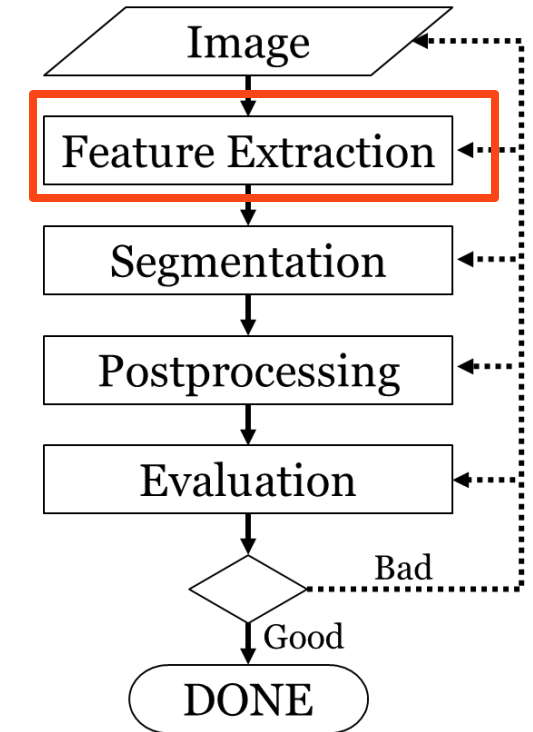 Image
Feature Extraction
Segmentation
Postprocessing
Evaluation
Bad
Good
DONE